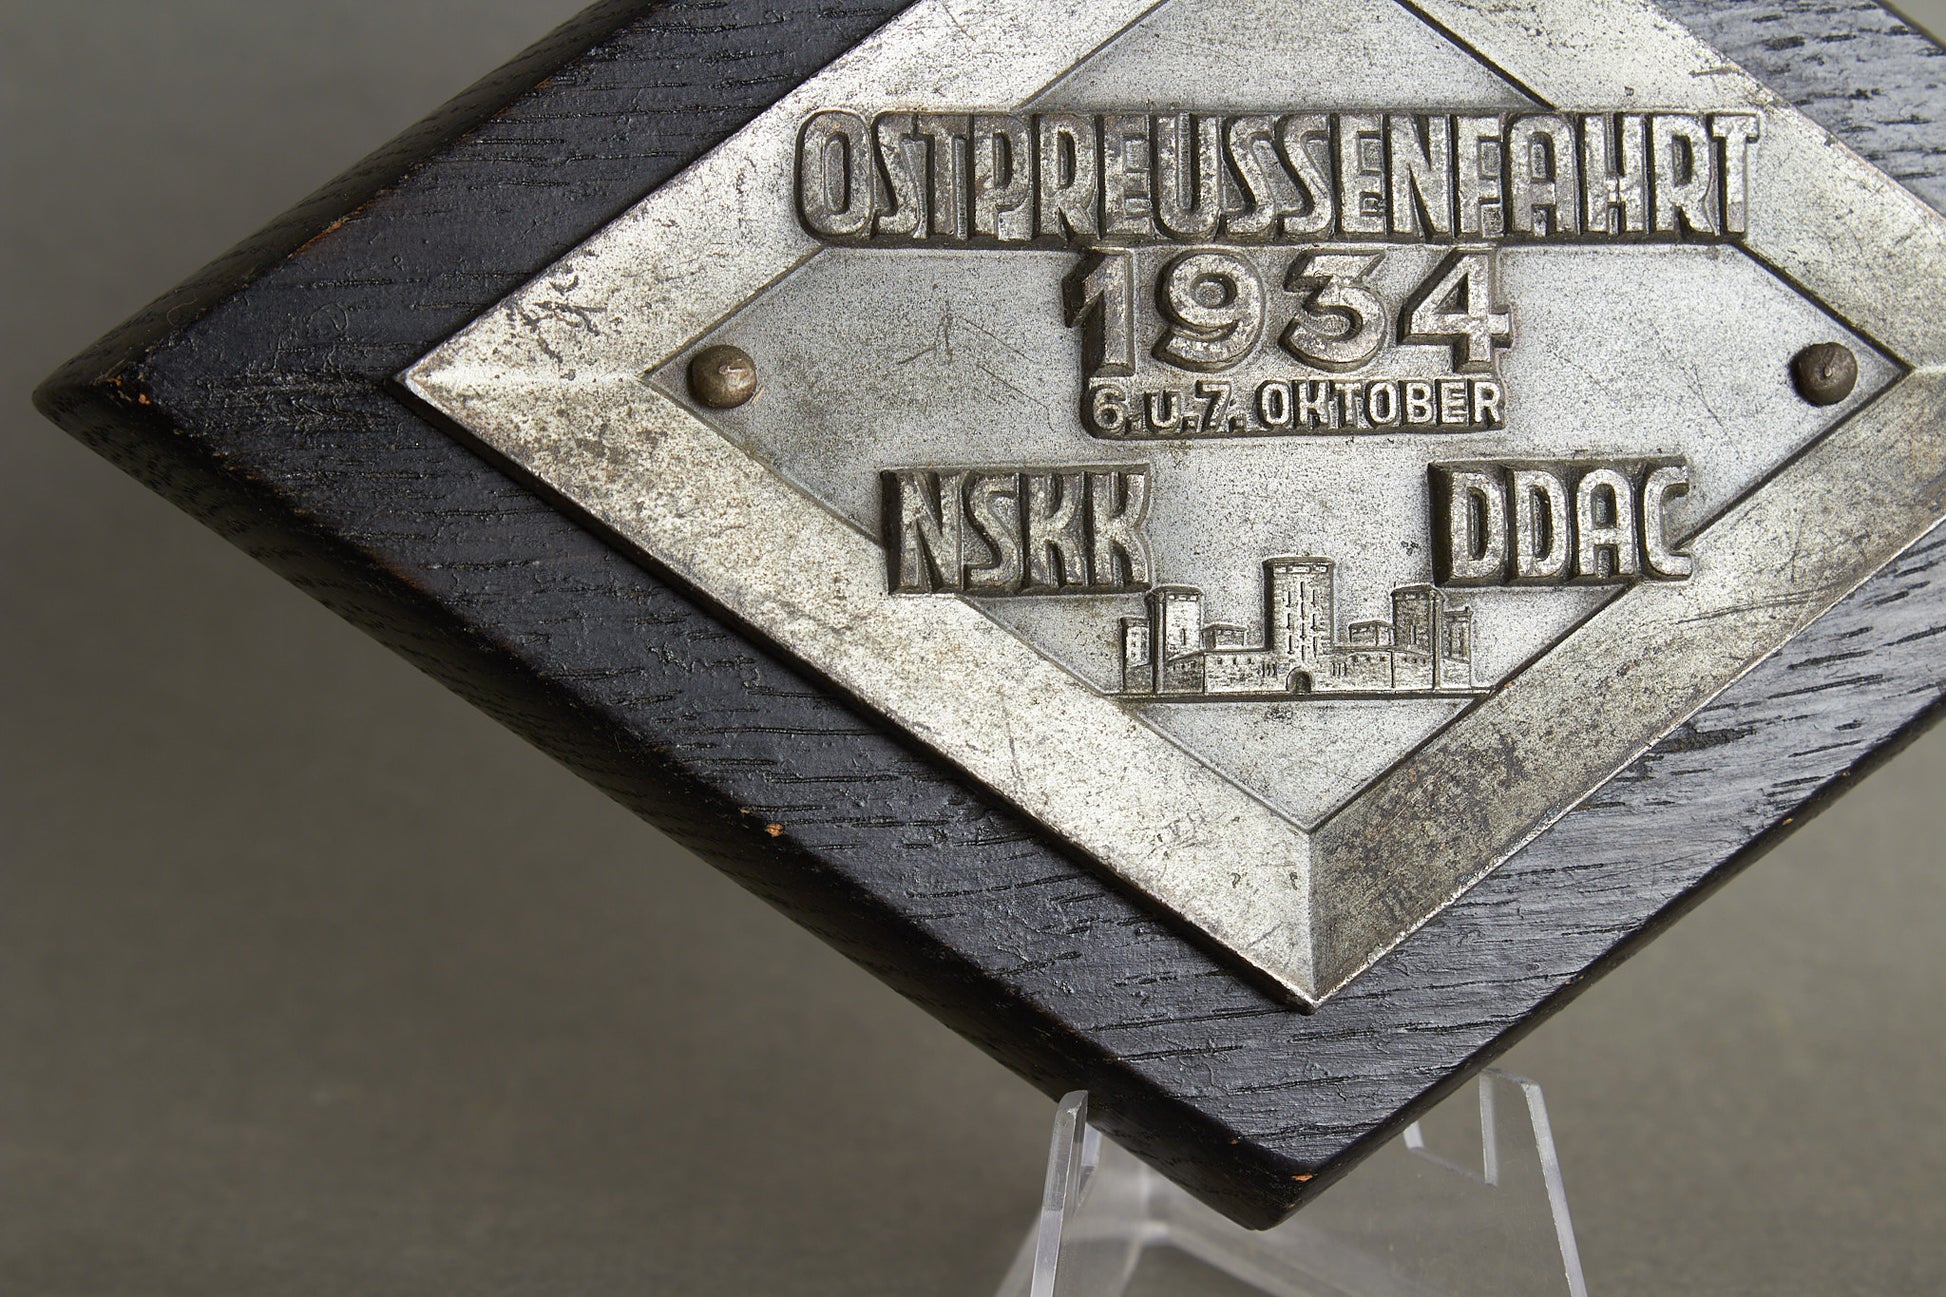 OSTPREUSSENFAHRT
1934
6.u.7. OKTOBER
NSKK DDAC